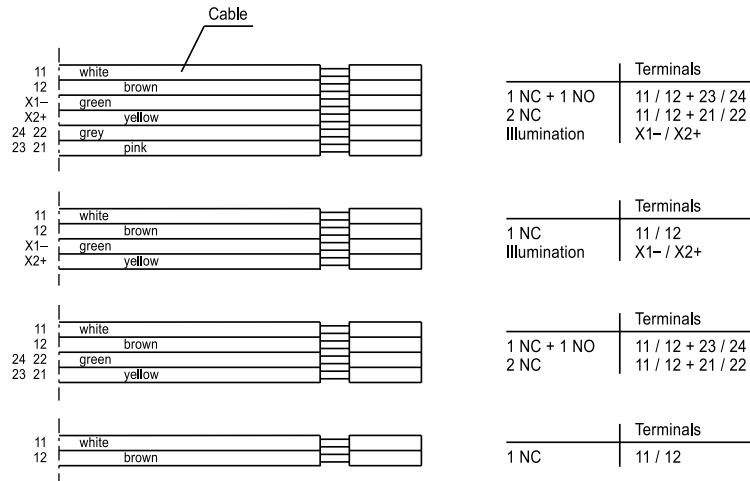 Cable
11 white
12 brown
X1– green
X2+ yellow
24 22 grey
23 21 pink
Terminals
1 NC + 1 NO 11 / 12 + 23 / 24
2 NC 11 / 12 + 21 / 22
Illumination X1– / X2+
11 white
12 brown
X1– green
X2+ yellow
Terminals
1 NC 11 / 12
Illumination X1– / X2+
11 white
12 brown
24 22 green
23 21 yellow
Terminals
1 NC + 1 NO 11 / 12 + 23 / 24
2 NC 11 / 12 + 21 / 22
11 white
12 brown
Terminals
1 NC 11 / 12